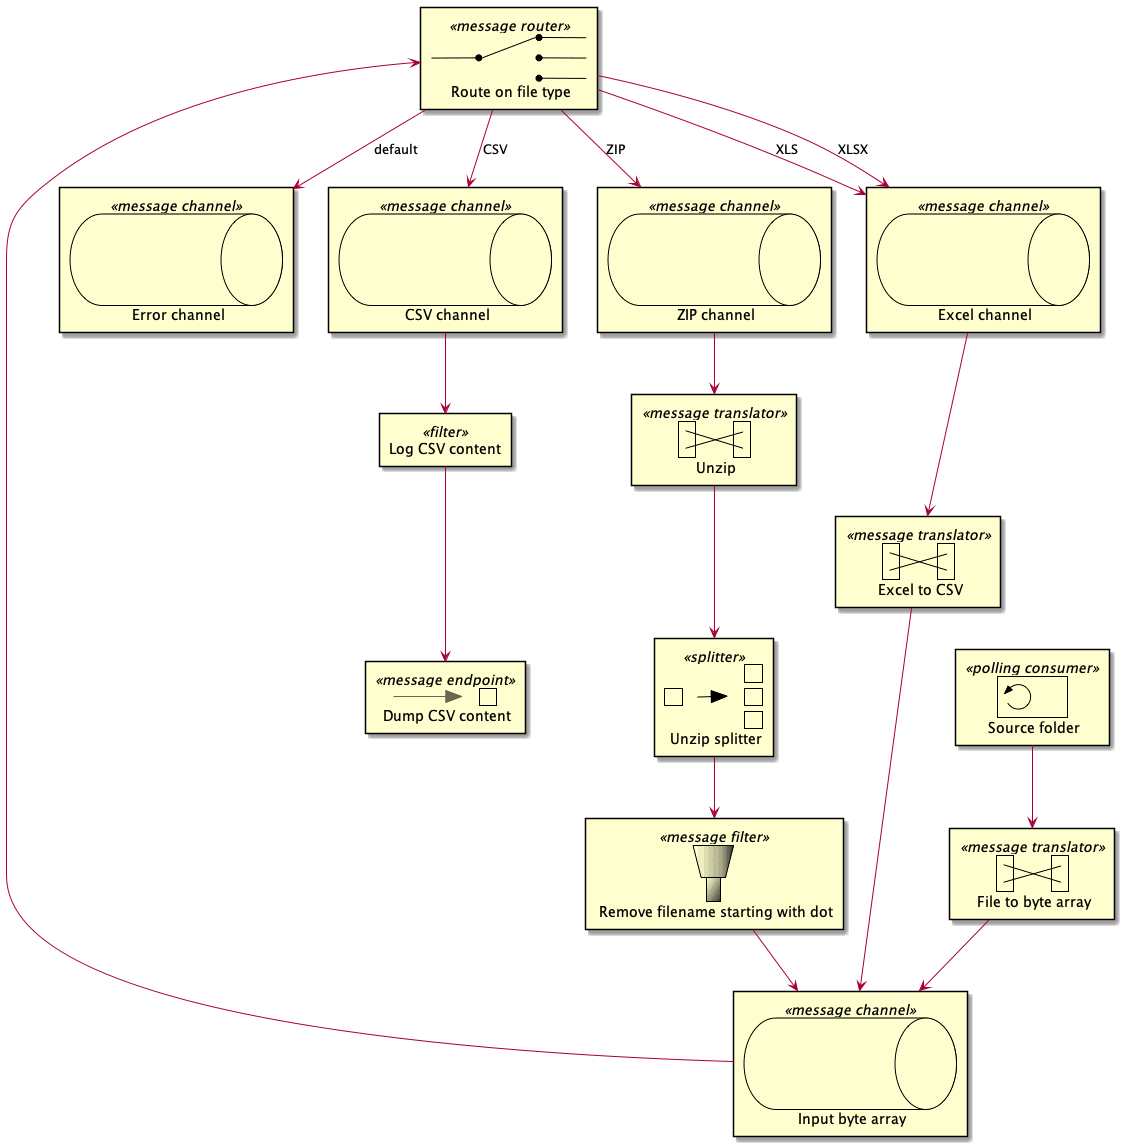 «message router»
Route on file type
default
CSV
ZIP
XLS
XLSX
«message channel»
Error channel
«message channel»
CSV channel
«message channel»
ZIP channel
«message channel»
Excel channel
«filter»
Log CSV content
«message translator»
Unzip
«message translator»
Excel to CSV
«message endpoint»
Dump CSV content
«splitter»
Unzip splitter
«polling consumer»
Source folder
«message filter»
Remove filename starting with dot
«message translator»
File to byte array
«message channel»
Input byte array